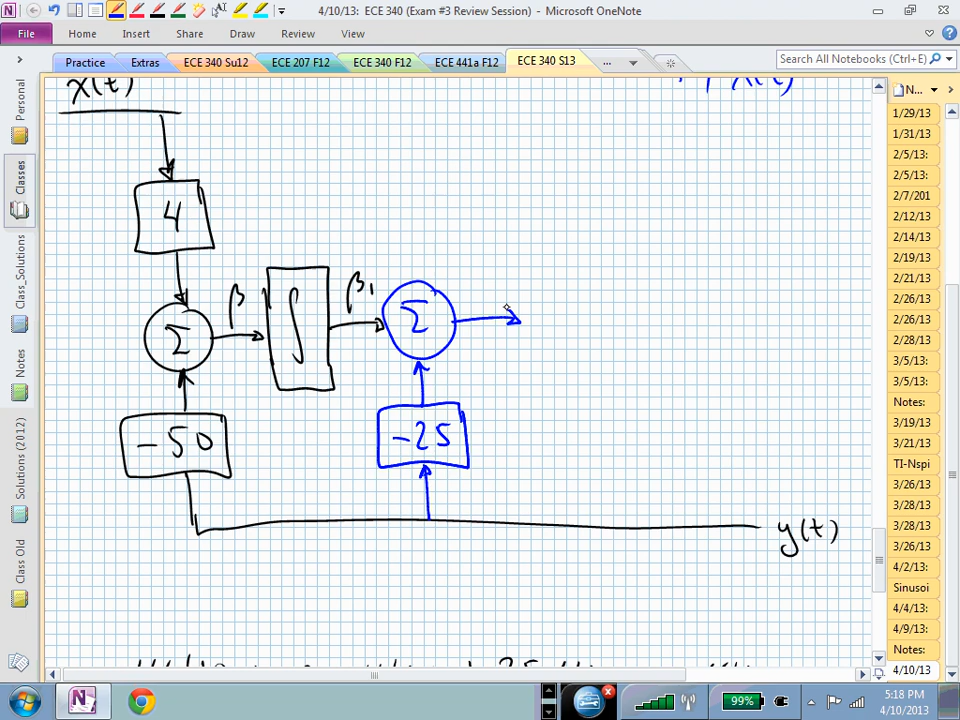 4/10/13: ECE 340 (Exam #3 Review Session) - Microsoft OneNote
File Home Insert Share Draw Review View
Practice Extras ECE 340 Su12 ECE 207 F12 ECE 340 F12 ECE 441a F12 ECE 340 S13 ...
Search All Notebooks (Ctrl+E)
Personal
Classes
Class_Solutions
Notes
Solutions (2012)
Class Old
x(t)
x(t)
4
Σ
β
∫
β1
Σ
-50
-25
y(t)
N...
1/29/13
1/31/13
2/5/13:
2/5/13:
2/7/201
2/12/13
2/14/13
2/19/13
2/21/13
2/26/13
2/26/13
2/28/13
3/5/13:
3/5/13:
Notes:
3/19/13
3/21/13
TI-Nspi
3/26/13
3/28/13
3/28/13
3/26/13
4/2/13:
Sinusoi
4/4/13:
4/9/13:
Notes:
4/10/13
99%
5:18 PM
4/10/2013